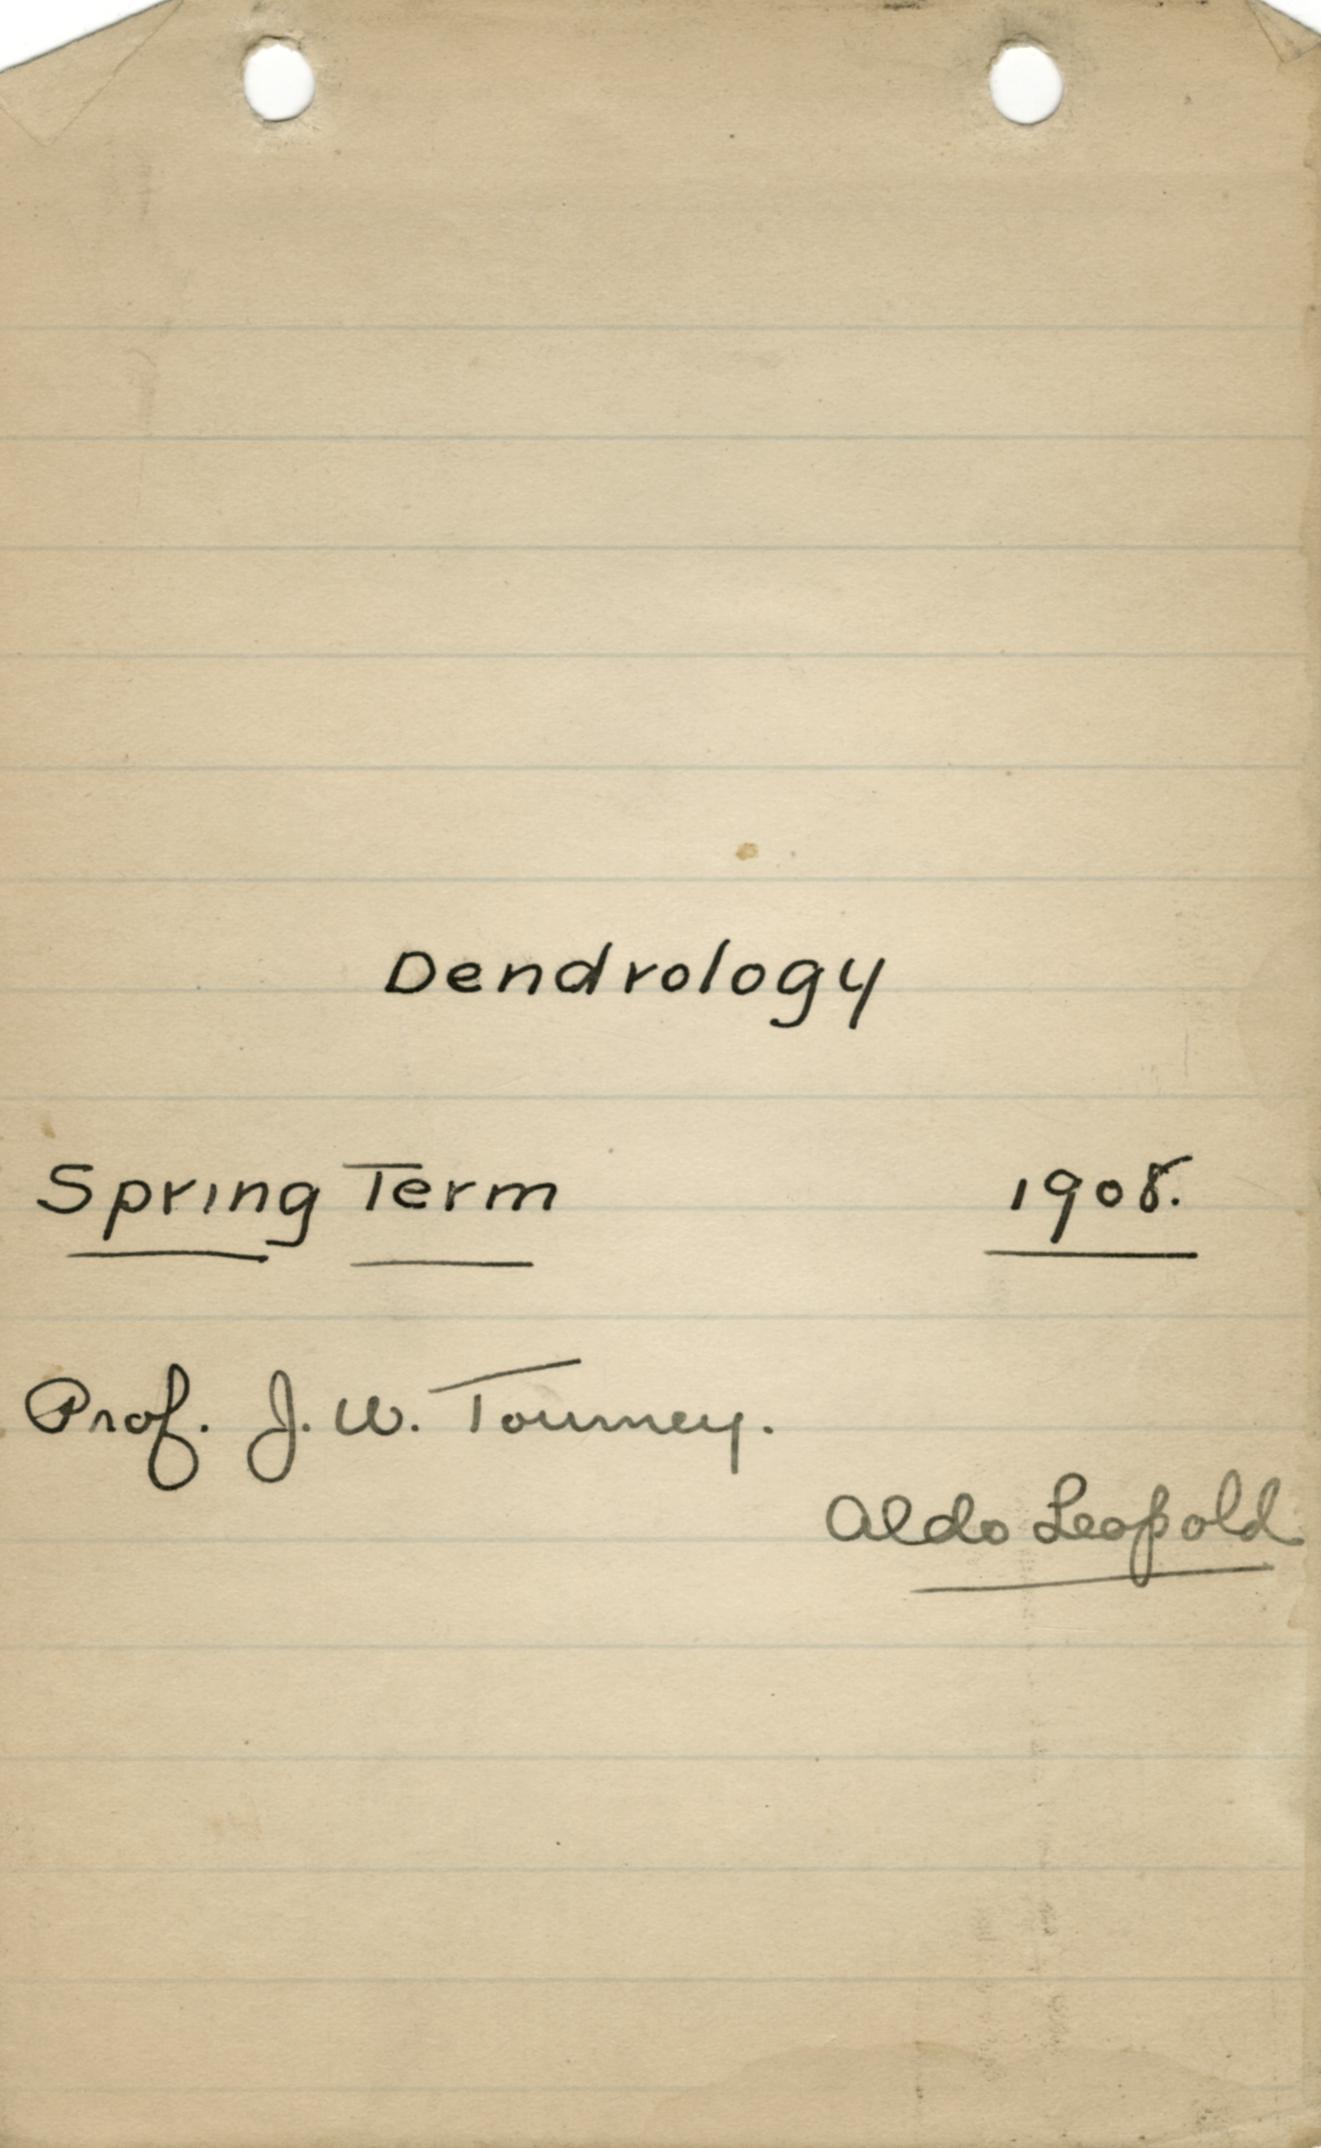 Dendrology
Spring Term 1908.
Prof. J. W. Toumey.
Aldo Leopold